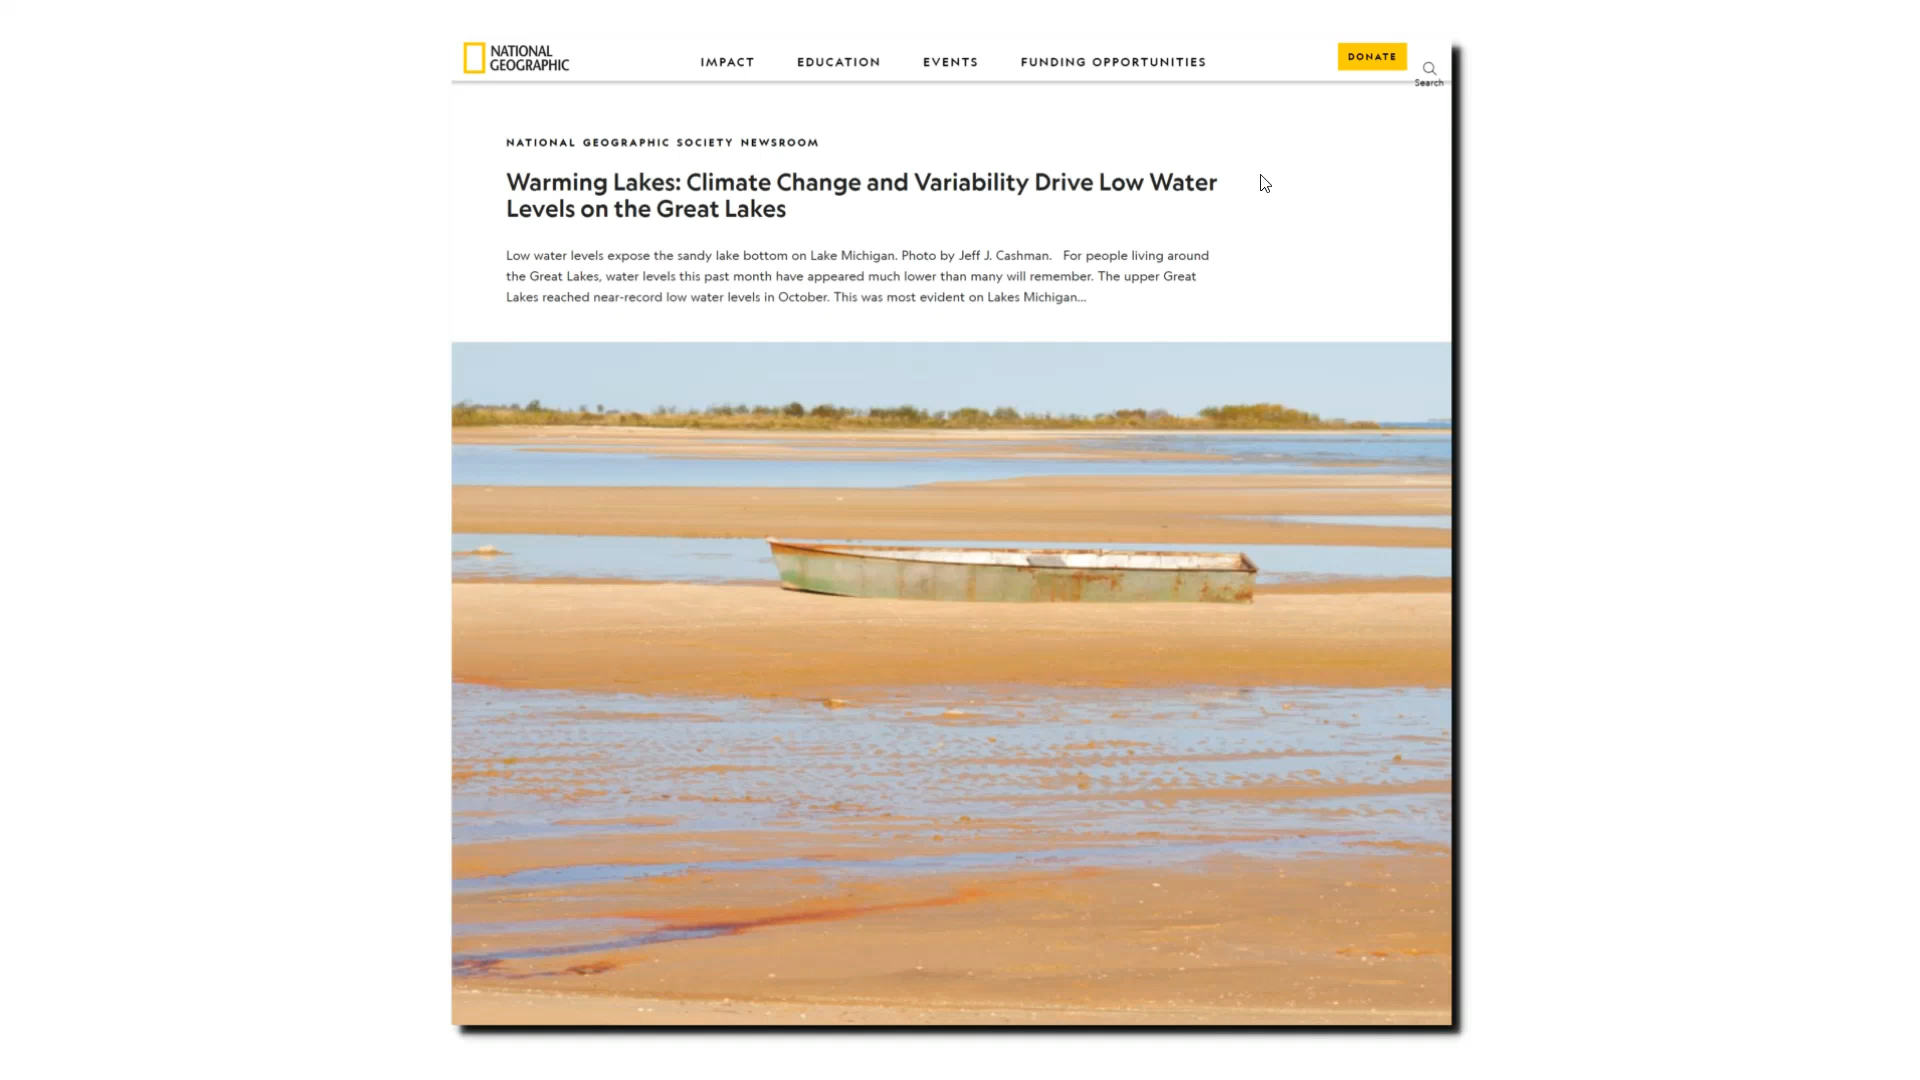 NATIONAL
GEOGRAPHIC
IMPACT EDUCATION EVENTS FUNDING OPPORTUNITIES
DONATE
Search
NATIONAL GEOGRAPHIC SOCIETY NEWSROOM
Warming Lakes: Climate Change and Variability Drive Low Water
Levels on the Great Lakes
Low water levels expose the sandy lake bottom on Lake Michigan. Photo by Jeff J. Cashman. For people living around
the Great Lakes, water levels this past month have appeared much lower than many will remember. The upper Great
Lakes reached near-record low water levels in October. This was most evident on Lakes Michigan...